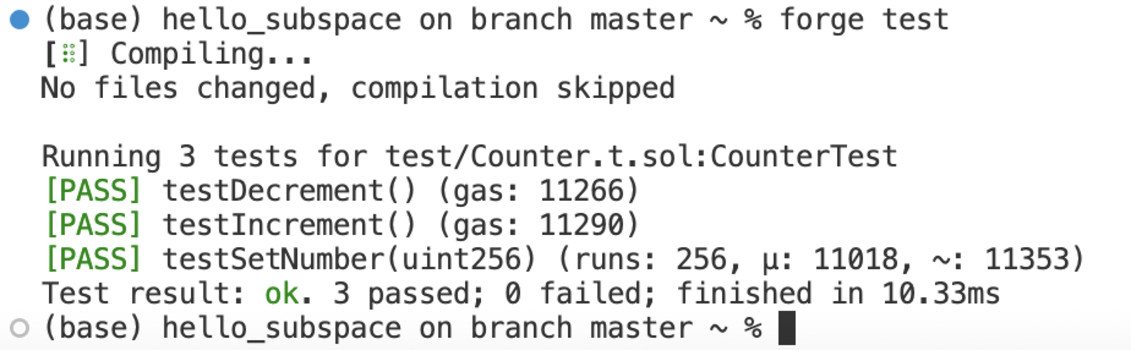 (base) hello_subspace on branch master ~ % forge test
[⠿] Compiling...
No files changed, compilation skipped
Running 3 tests for test/Counter.t.sol:CounterTest
[PASS] testDecrement() (gas: 11266)
[PASS] testIncrement() (gas: 11290)
[PASS] testSetNumber(uint256) (runs: 256, μ: 11018, ~: 11353)
Test result: ok. 3 passed; 0 failed; finished in 10.33ms
(base) hello_subspace on branch master ~ %